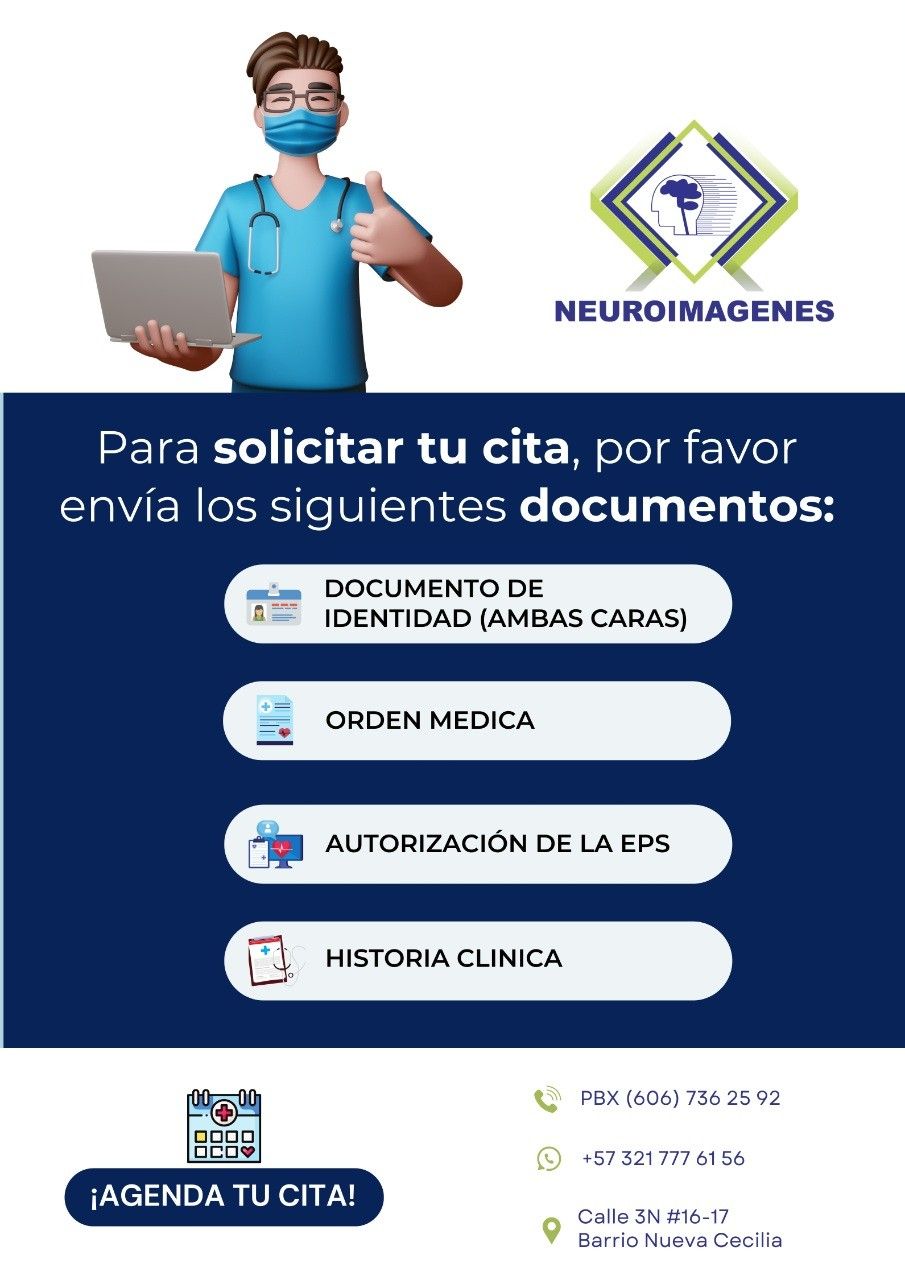 NEUROIMAGENES
Para solicitar tu cita, por favor
envía los siguientes documentos:
DOCUMENTO DE
IDENTIDAD (AMBAS CARAS)
ORDEN MEDICA
AUTORIZACIÓN DE LA EPS
HISTORIA CLINICA
¡AGENDA TU CITA!
PBX (606) 736 25 92
+57 321 777 61 56
Calle 3N #16-17
Barrio Nueva Cecilia